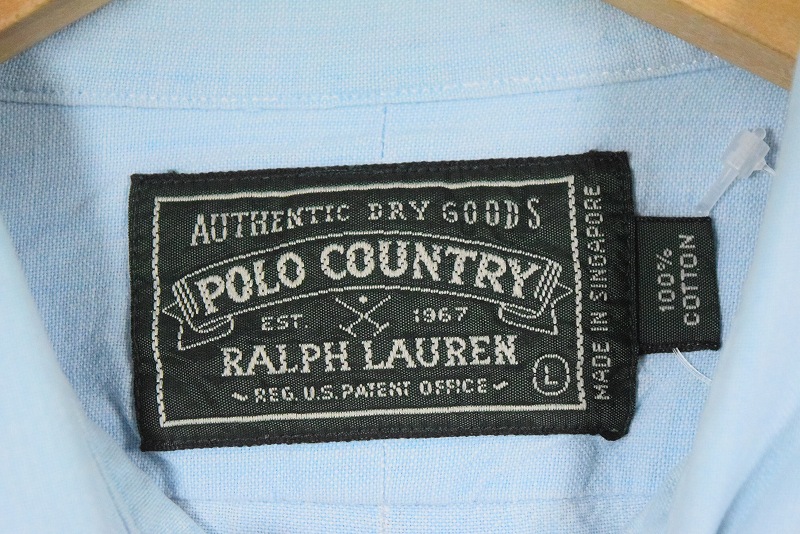 AUTHENTIC DRY GOODS
POLO COUNTRY
EST. 1967
RALPH LAUREN
REG. U.S. PATENT OFFICE
L
MADE IN SINGAPORE
100%
COTTON